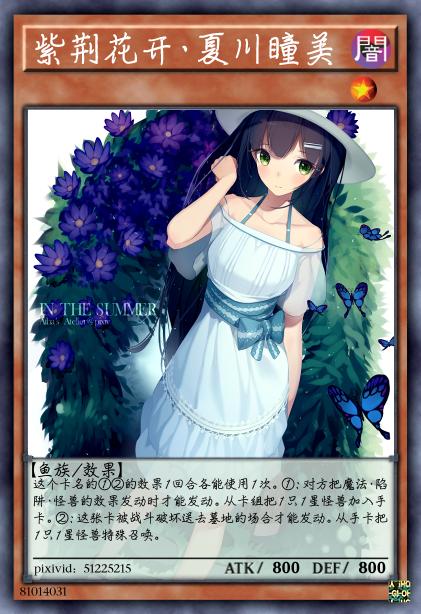 紫荆花开·夏川瞳美
闇
IN THE SUMMER
Alba's Atelier@pixiv
【鱼族/效果】
这个卡名的①②的效果1回合各能使用1次。①:对方把魔法·陷
阱·怪兽的效果发动时才能发动。从卡组把1只1星怪兽加入手
卡。②:这张卡被战斗破坏送去墓地的场合才能发动。从手卡把
1只1星怪兽特殊召唤。
pixivid: 51225215
ATK/ 800 DEF/ 800
81014031